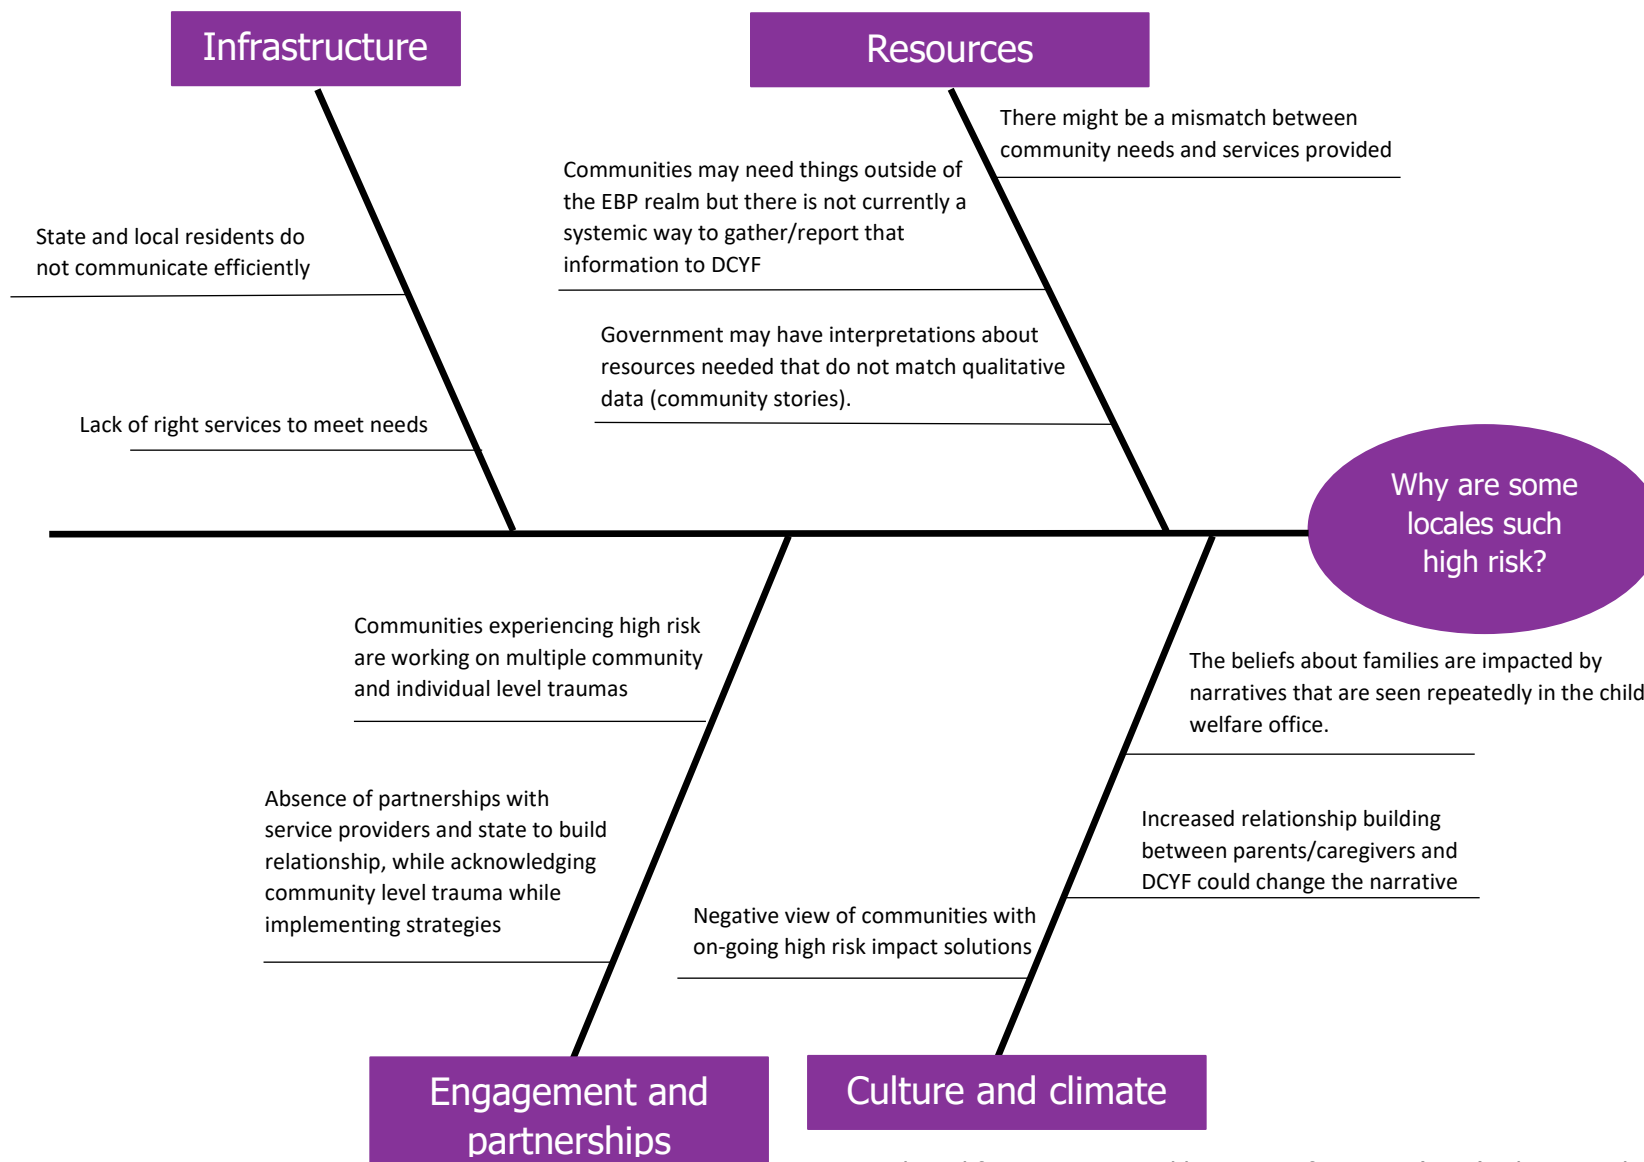 Infrastructure
Resources
There might be a mismatch between
community needs and services provided
Communities may need things outside of
the EBP realm but there is not currently a
systemic way to gather/report that
information to DCYF
State and local residents do
not communicate efficiently
Government may have interpretations about
resources needed that do not match qualitative
data (community stories).
Lack of right services to meet needs
Why are some
locales such
high risk?
Communities experiencing high risk
are working on multiple community
and individual level traumas
The beliefs about families are impacted by
narratives that are seen repeatedly in the child
welfare office.
Absence of partnerships with
service providers and state to build
relationship, while acknowledging
community level trauma while
implementing strategies
Increased relationship building
between parents/caregivers and
DCYF could change the narrative
Negative view of communities with
on-going high risk impact solutions
Engagement and
partnerships
Culture and climate